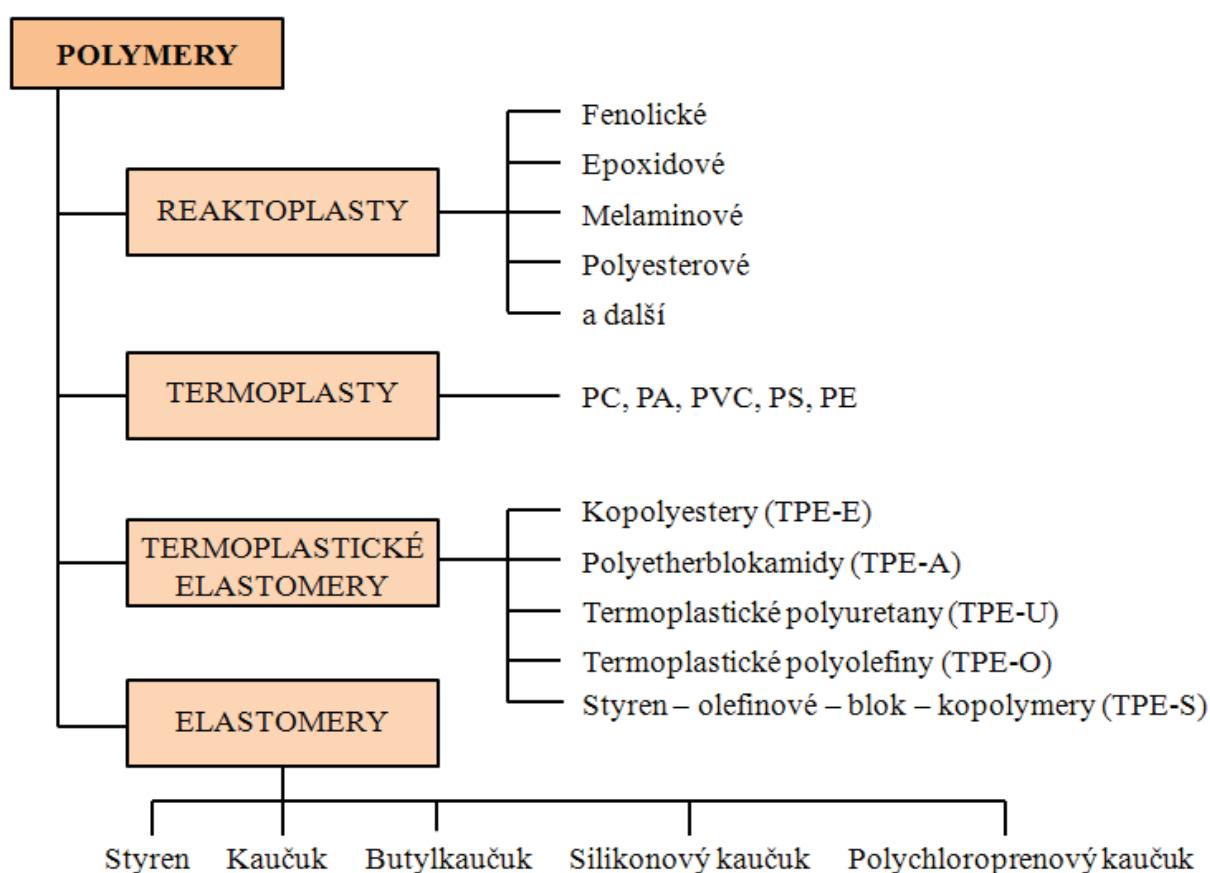 POLYMERY
REAKTOPLASTY
Fenolické
Epoxidové
Melaminové
Polyesterové
a další
TERMOPLASTY
PC, PA, PVC, PS, PE
TERMOPLASTICKÉ
ELASTOMERY
Kopolyestery (TPE-E)
Polyetherblokamidy (TPE-A)
Termoplastické polyuretany (TPE-U)
Termoplastické polyolefiny (TPE-O)
Styren – olefinové – blok – kopolymery (TPE-S)
ELASTOMERY
Styren Kaučuk Butylkaučuk Silikonový kaučuk Polychloroprenový kaučuk